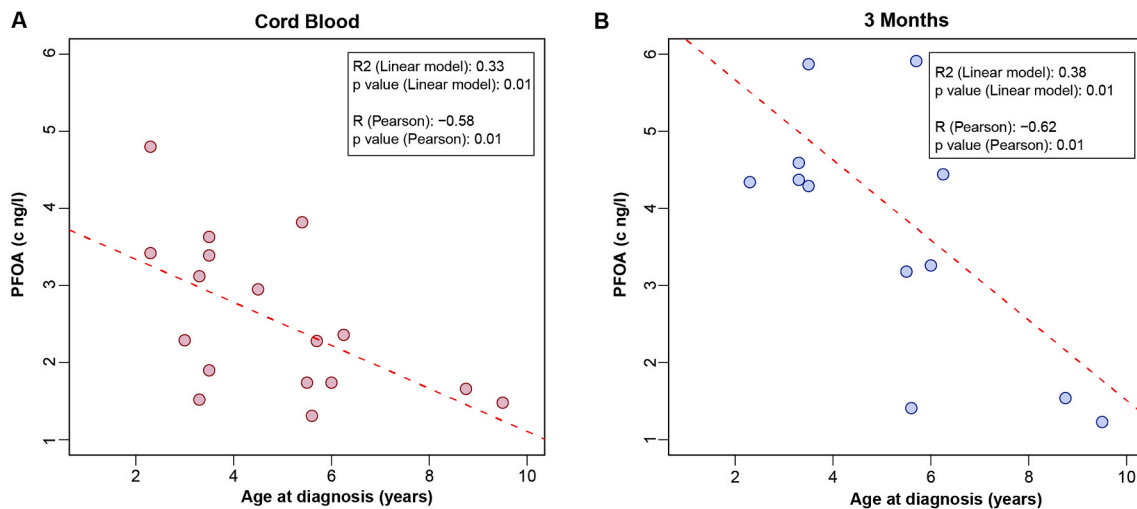 A
Cord Blood
R2 (Linear model): 0.33
p value (Linear model): 0.01
R (Pearson): −0.58
p value (Pearson): 0.01
PFOA (c ng/l)
6
5
4
3
2
1
2 4 6 8 10
Age at diagnosis (years)
B
3 Months
R2 (Linear model): 0.38
p value (Linear model): 0.01
R (Pearson): −0.62
p value (Pearson): 0.01
PFOA (c ng/l)
6
5
4
3
2
1
2 4 6 8 10
Age at diagnosis (years)